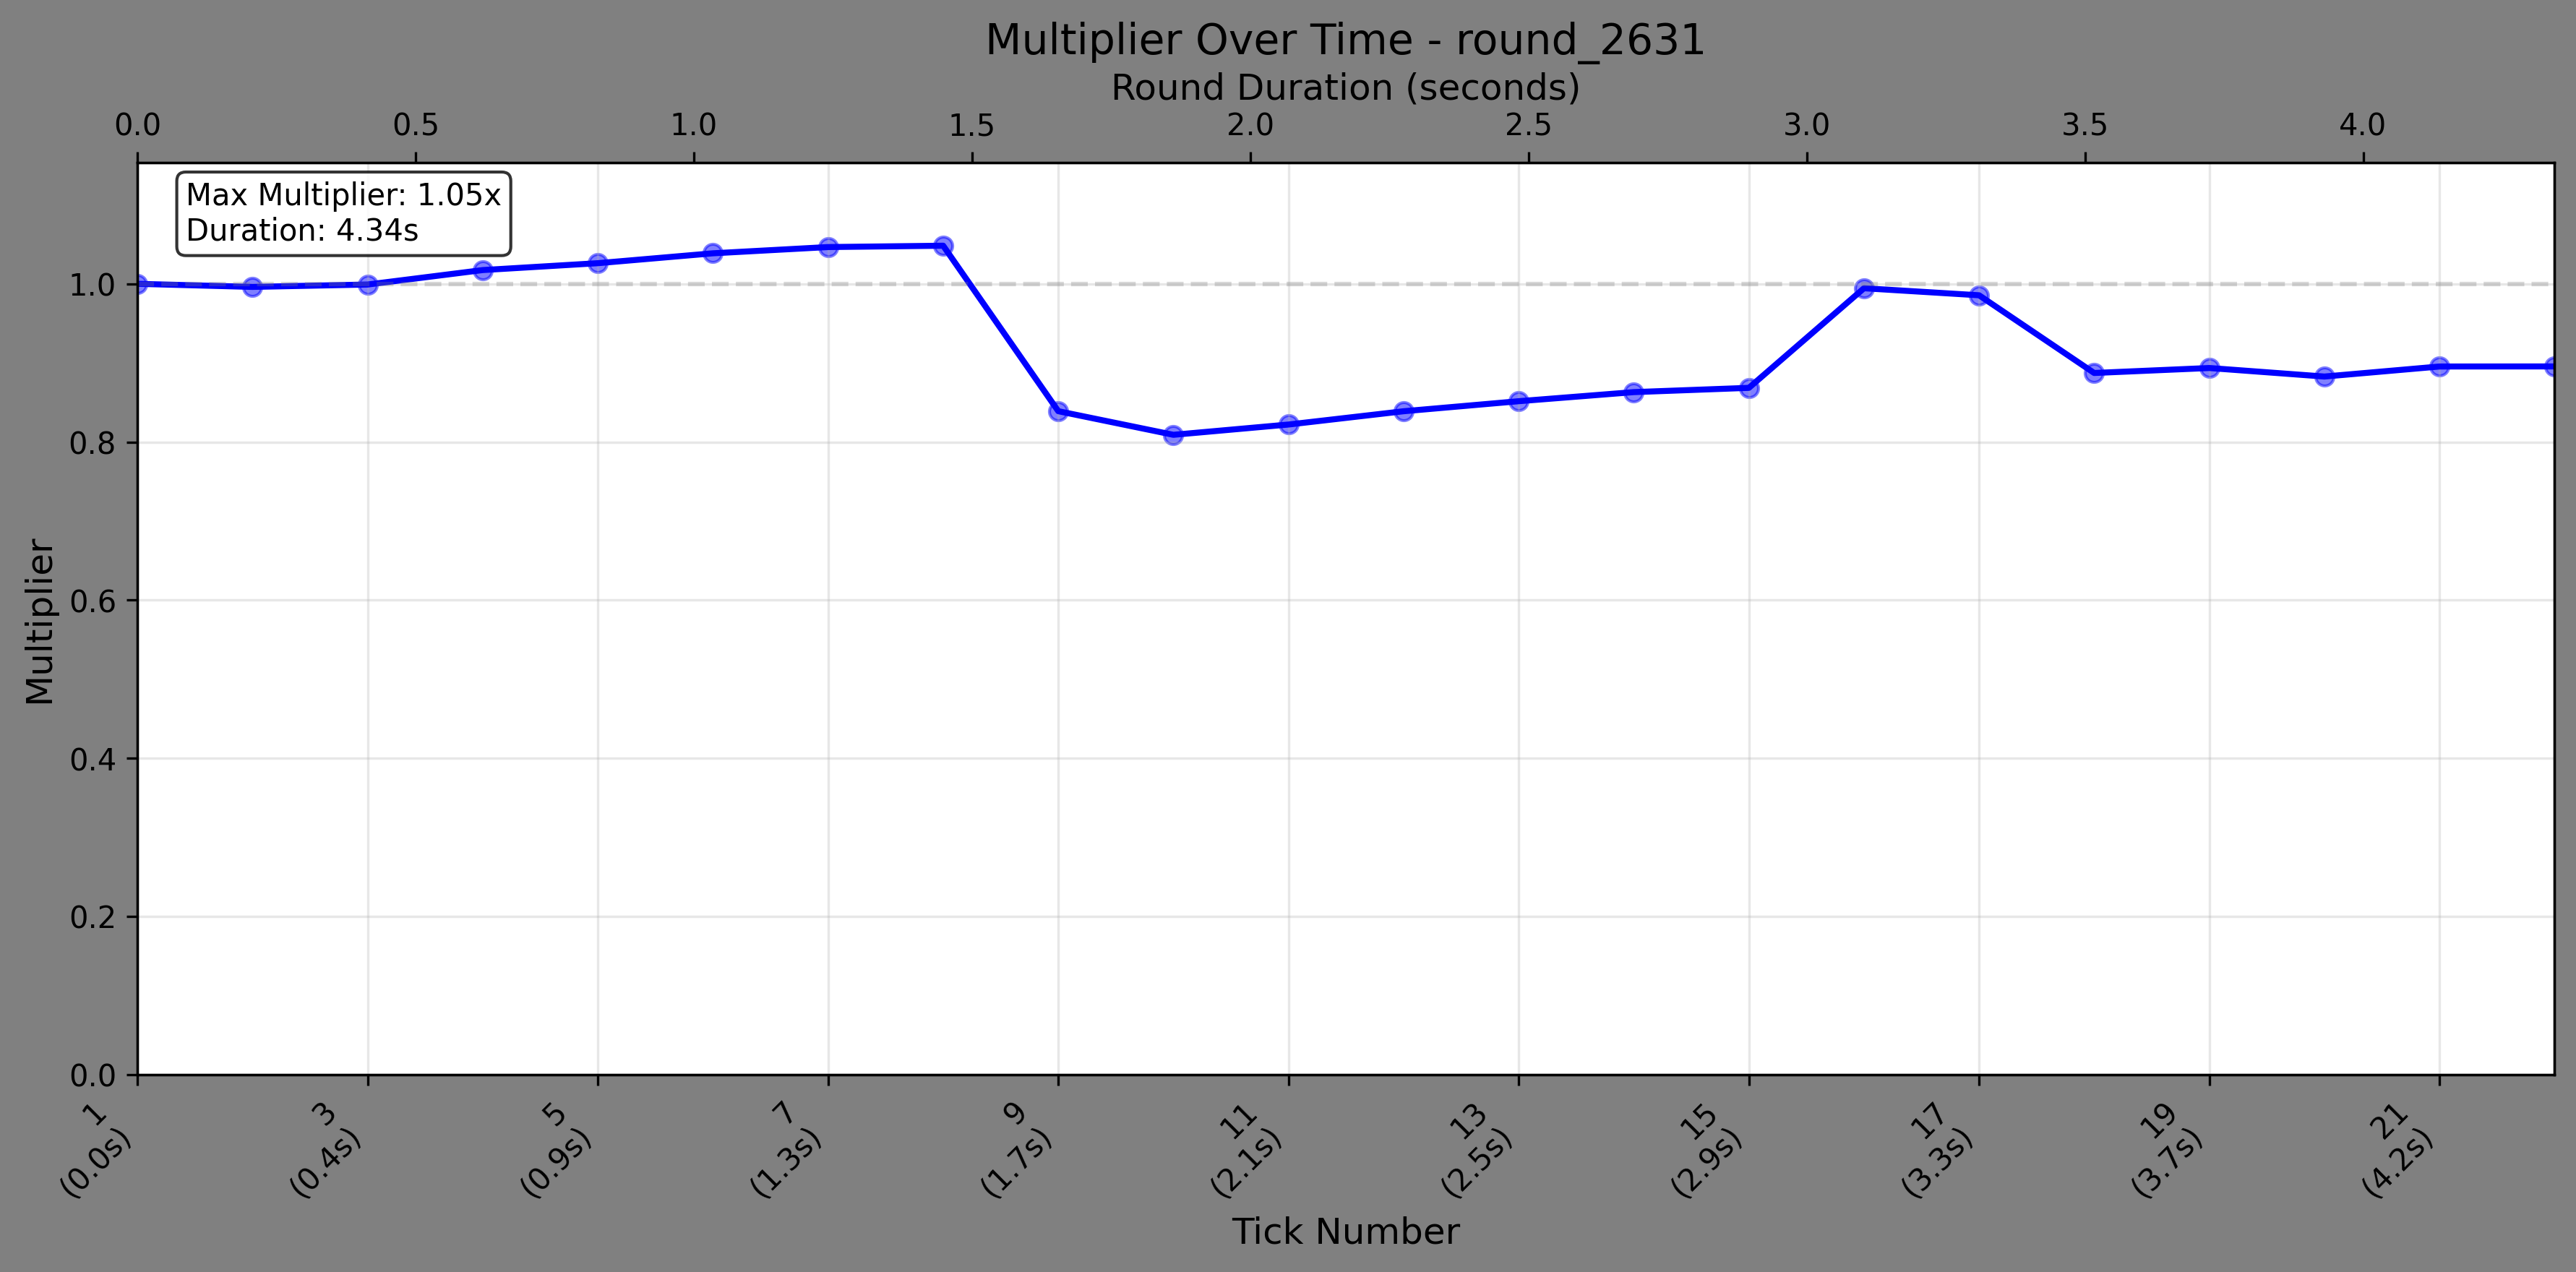 Multiplier Over Time - round_2631
Round Duration (seconds)
0.0 0.5 1.0 1.5 2.0 2.5 3.0 3.5 4.0
Max Multiplier: 1.05x
Duration: 4.34s
Multiplier
1.0
0.8
0.6
0.4
0.2
0.0
1 3 5 7 9 11 13 15 17 19 21
(0.0s) (0.4s) (0.9s) (1.3s) (1.7s) (2.1s) (2.5s) (2.9s) (3.3s) (3.7s) (4.2s)
Tick Number